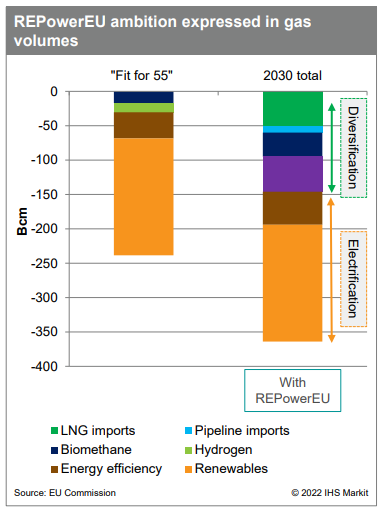 REPowerEU ambition expressed in gas
volumes
"Fit for 55"
2030 total
0
-50
-100
-150
-200
-250
-300
-350
-400
Bcm
Diversification
Electrification
With
REPowerEU
LNG imports
Pipeline imports
Biomethane
Hydrogen
Energy efficiency
Renewables
Source: EU Commission
© 2022 IHS Markit